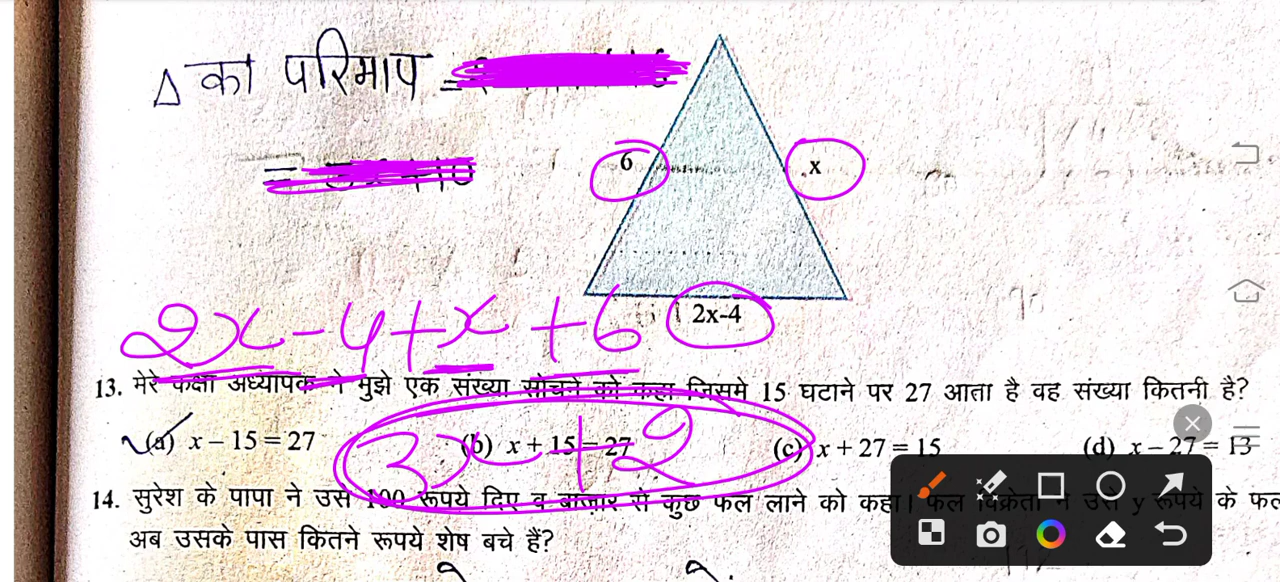 Δ का परिमाप =
=
6
x
2x-4
2x-4+x+6
13. मेरे कक्षा अध्यापक ने मुझे एक संख्या सोचने को कहा जिसमे 15 घटाने पर 27 आता है वह संख्या कितनी है?
(a) x – 15 = 27 (b) x + 15 = 27 (c) x + 27 = 15 (d) x – 27 = 13
3x+2
14. सुरेश के पापा ने उसे 100 रूपये दिए व बाज़ार से कुछ फल लाने को कहा। फल विक्रेता ने उसे y रूपये के फल
अब उसके पास कितने रूपये शेष बचे हैं?